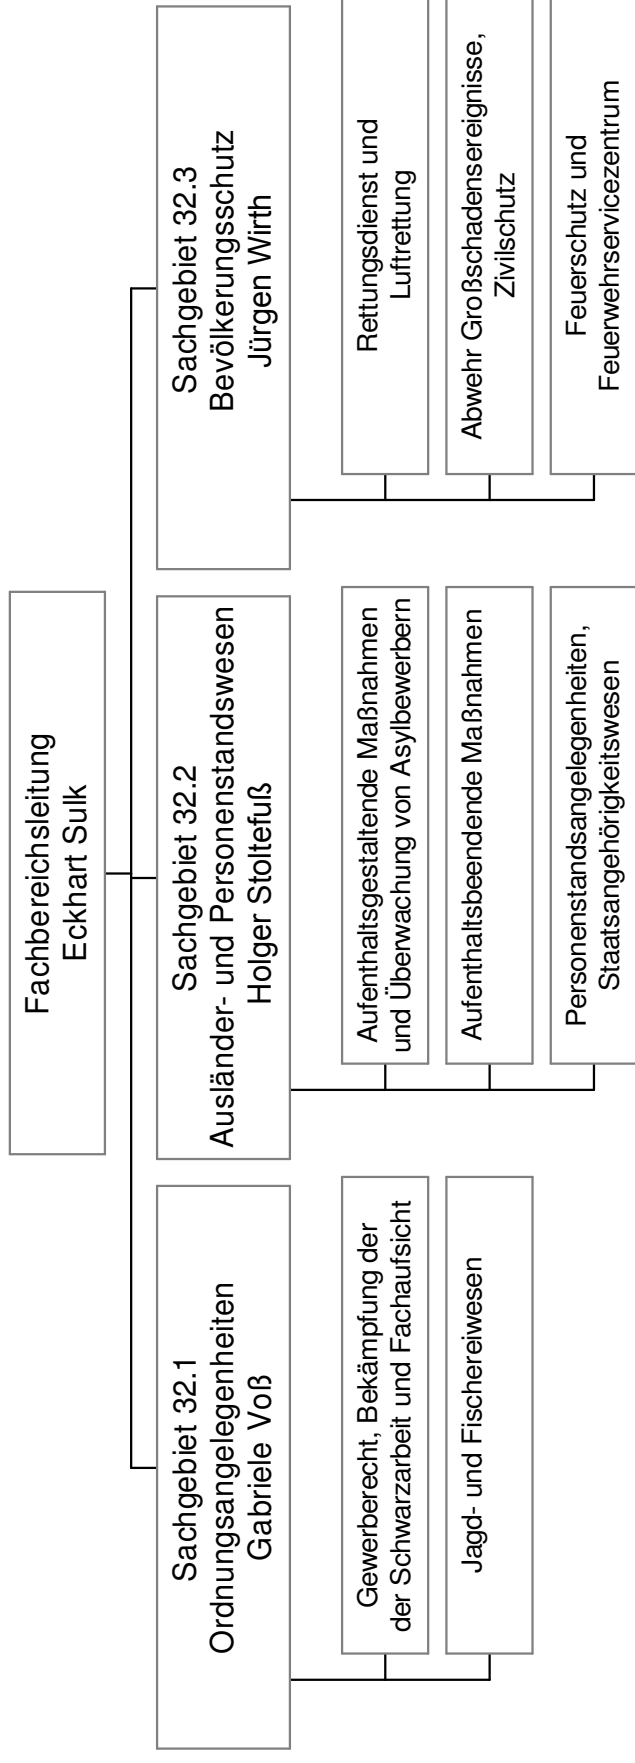 Fachbereichsleitung
Eckhart Sulk
Sachgebiet 32.1
Ordnungsangelegenheiten
Gabriele Voß
Gewerberecht, Bekämpfung der
der Schwarzarbeit und Fachaufsicht
Jagd- und Fischereiwesen
Sachgebiet 32.2
Ausländer- und Personenstandswesen
Holger Stoltefuß
Aufenthaltsgestaltende Maßnahmen
und Überwachung von Asylbewerbern
Aufenthaltsbeendende Maßnahmen
Personenstandsangelegenheiten,
Staatsangehörigkeitswesen
Sachgebiet 32.3
Bevölkerungsschutz
Jürgen Wirth
Rettungsdienst und
Luftrettung
Abwehr Großschadensereignisse,
Zivilschutz
Feuerschutz und
Feuerwehrservicezentrum